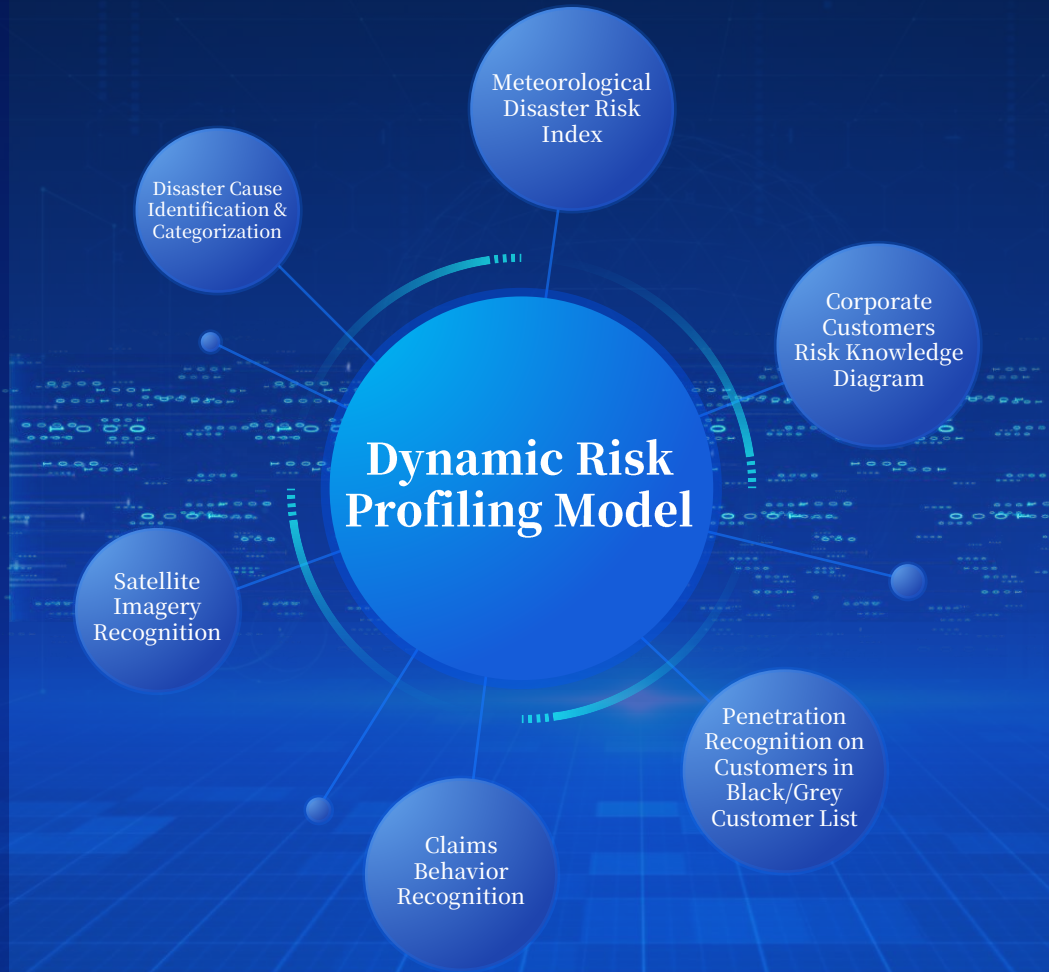 Meteorological
Disaster Risk
Index
Disaster Cause
Identification &
Categorization
Corporate
Customers
Risk Knowledge
Diagram
Dynamic Risk
Profiling Model
Satellite
Imagery
Recognition
Penetration
Recognition on
Customers in
Black/Grey
Customer List
Claims
Behavior
Recognition